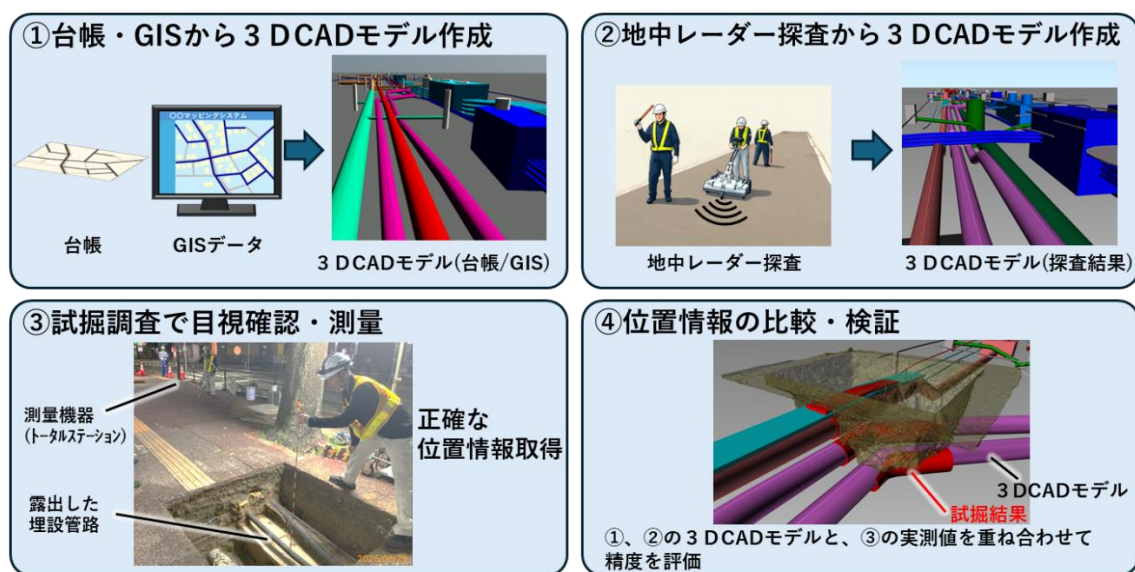 ①台帳・GISから3DCADモデル作成
〇〇マッピングシステム
台帳
GISデータ
3DCADモデル(台帳/GIS)
②地中レーダー探査から3DCADモデル作成
地中レーダー探査
3DCADモデル(探査結果)
③試掘調査で目視確認・測量
測量機器
(ﾄｰﾀﾙｽﾃｰｼｮﾝ)
正確な
位置情報取得
露出した
埋設管路
④位置情報の比較・検証
3DCADモデル
試掘結果
①、②の3DCADモデルと、③の実測値を重ね合わせて
精度を評価